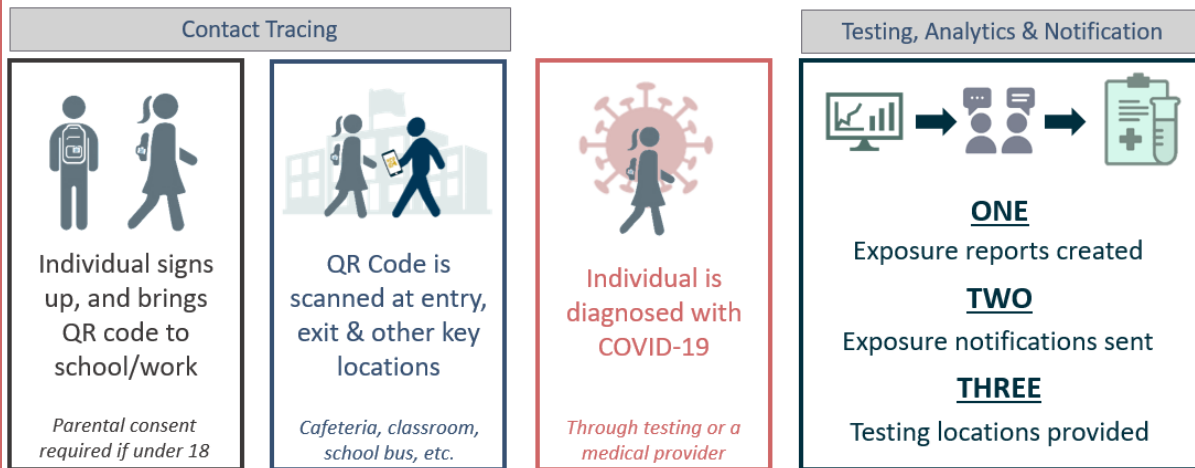 Contact Tracing
Testing, Analytics & Notification
Individual signs
up, and brings
QR code to
school/work
Parental consent
required if under 18
QR Code is
scanned at entry,
exit & other key
locations
Cafeteria, classroom,
school bus, etc.
Individual is
diagnosed with
COVID-19
Through testing or a
medical provider
ONE
Exposure reports created
TWO
Exposure notifications sent
THREE
Testing locations provided